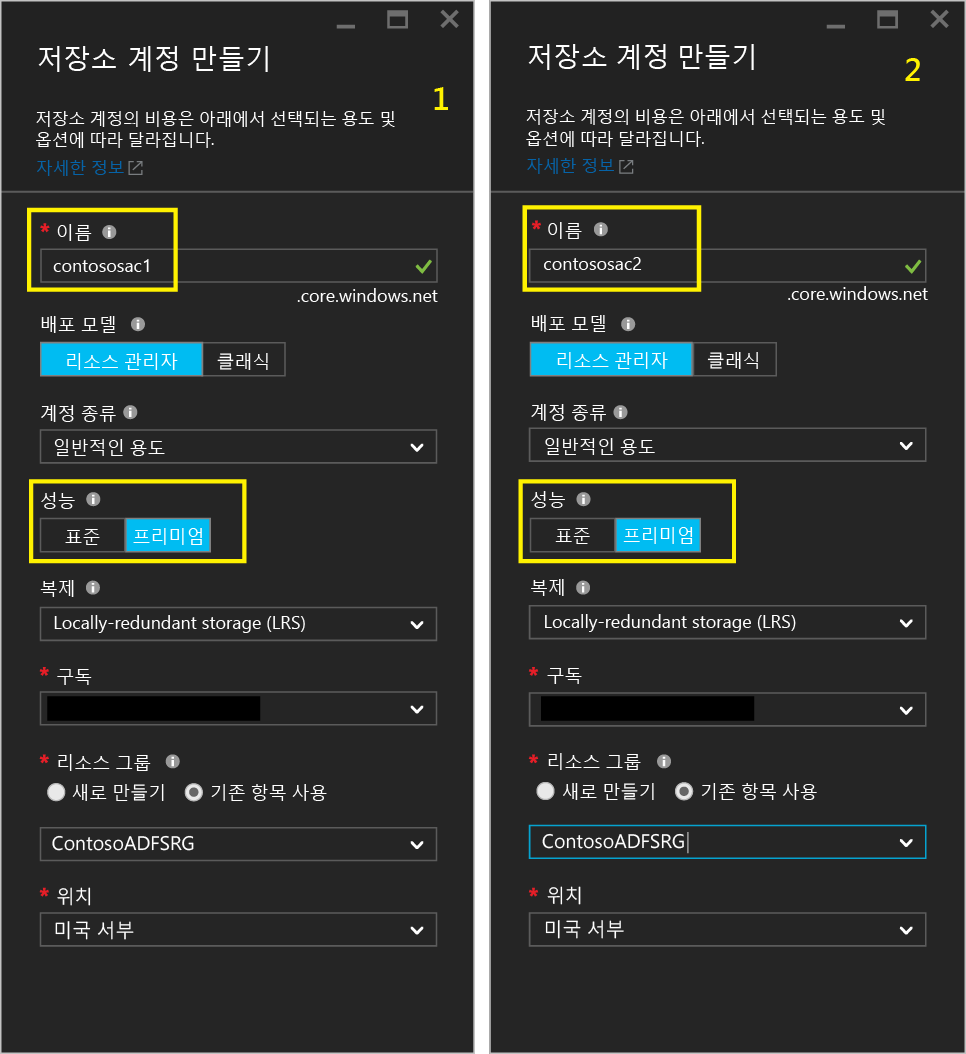 저장소 계정 만들기
1
저장소 계정의 비용은 아래에서 선택되는 용도 및
옵션에 따라 달라집니다.
자세한 정보
* 이름
contososac1
.core.windows.net
배포 모델
리소스 관리자 클래식
계정 종류
일반적인 용도
성능
표준 프리미엄
복제
Locally-redundant storage (LRS)
* 구독
* 리소스 그룹
새로 만들기 기존 항목 사용
ContosoADFSRG
* 위치
미국 서부
저장소 계정 만들기
2
저장소 계정의 비용은 아래에서 선택되는 용도 및
옵션에 따라 달라집니다.
자세한 정보
* 이름
contososac2
.core.windows.net
배포 모델
리소스 관리자 클래식
계정 종류
일반적인 용도
성능
표준 프리미엄
복제
Locally-redundant storage (LRS)
* 구독
* 리소스 그룹
새로 만들기 기존 항목 사용
ContosoADFSRG
* 위치
미국 서부